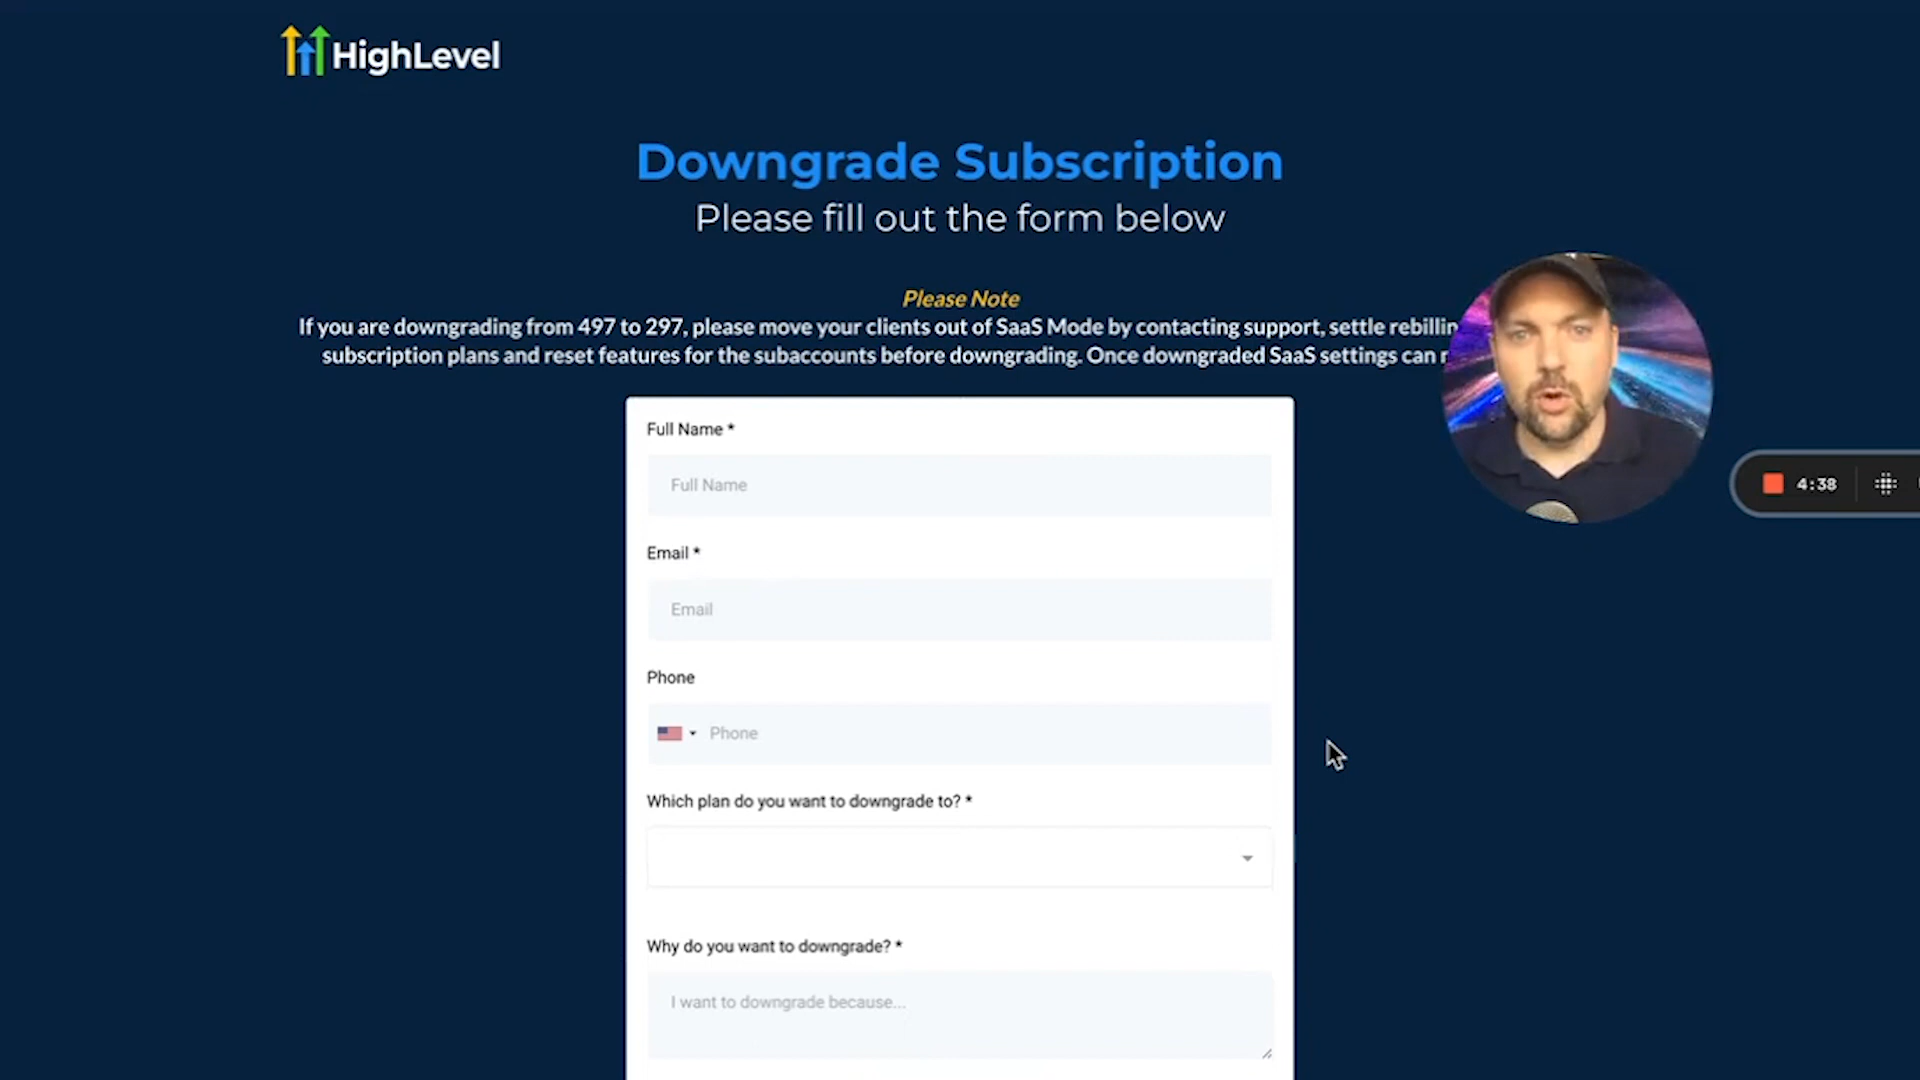 HighLevel
Downgrade Subscription
Please fill out the form below
Please Note
If you are downgrading from 497 to 297, please move your clients out of SaaS Mode by contacting support, settle
subscription plans and reset features for the subaccounts before downgrading. Once downgraded SaaS settings can
Full Name *
Full Name
Email *
Email
Phone
Phone
Which plan do you want to downgrade to? *
Why do you want to downgrade? *
I want to downgrade because...
4:38